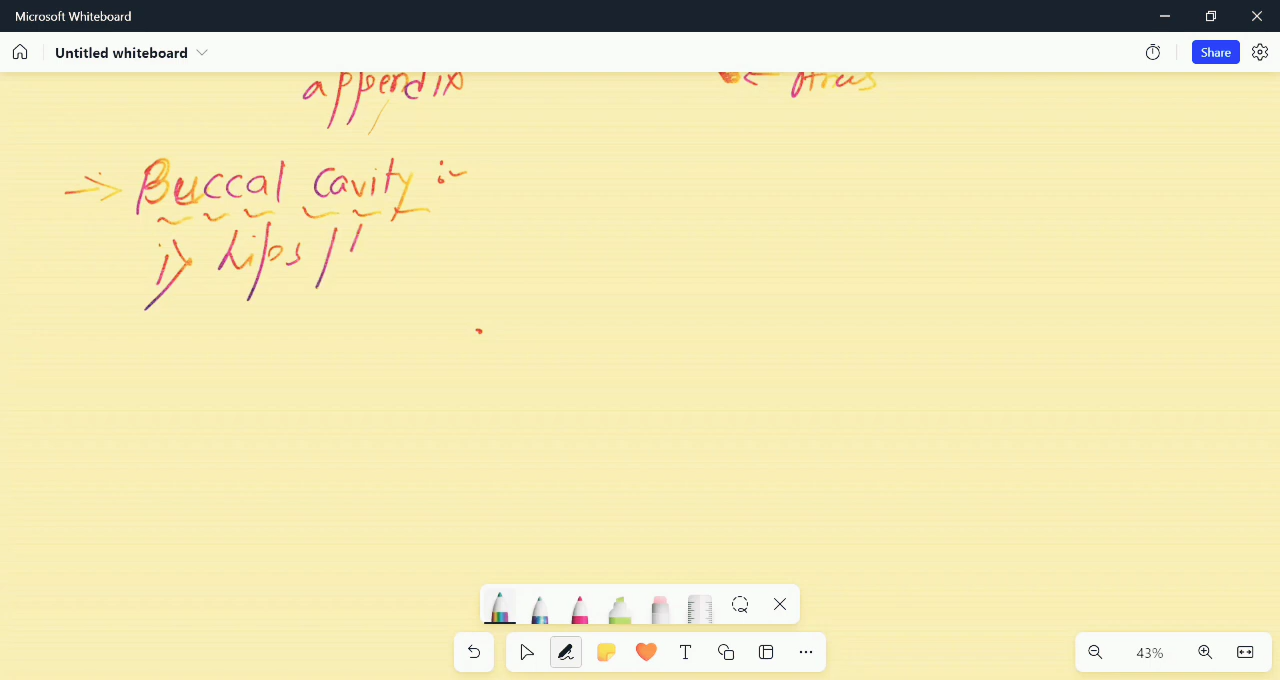 Microsoft Whiteboard
Untitled whiteboard
Share
appendix
Anus
→ Buccal cavity :-
i) Lips
43%